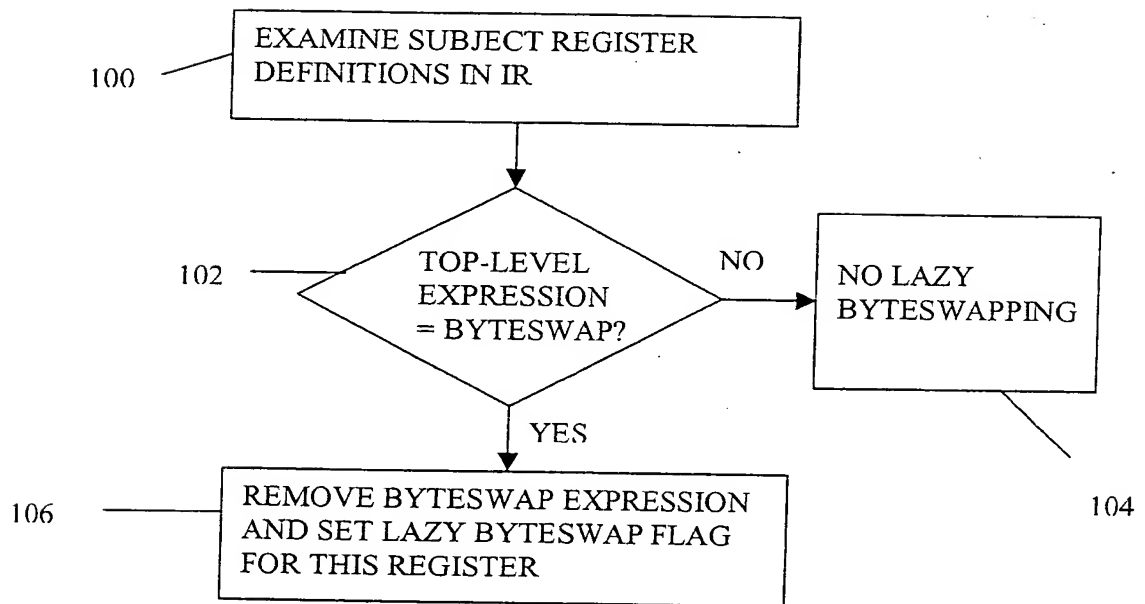 EXAMINE SUBJECT REGISTER
DEFINITIONS IN IR
100
102
TOP-LEVEL
EXPRESSION
= BYTESWAP?
NO
NO LAZY
BYTESWAPPING
YES
106
REMOVE BYTESWAP EXPRESSION
AND SET LAZY BYTESWAP FLAG
FOR THIS REGISTER
104